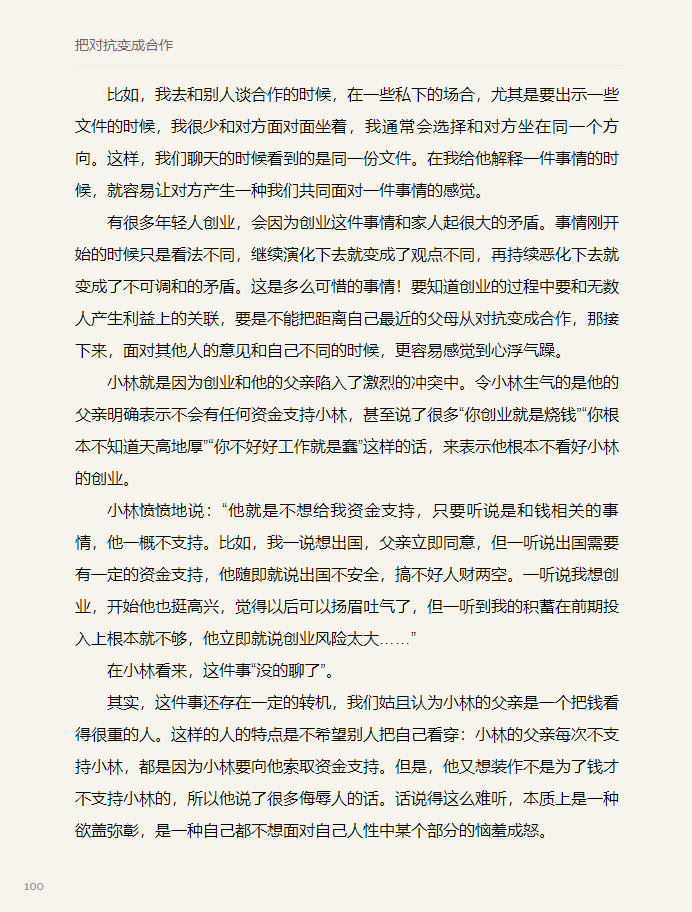 把对抗变成合作
比如，我去和别人谈合作的时候，在一些私下的场合，尤其是要出示一些
文件的时候，我很少和对方面对面坐着，我通常会选择和对方坐在同一个方
向。这样，我们聊天的时候看到的是同一份文件。在我给他解释一件事情的时
候，就容易让对方产生一种我们共同面对一件事情的感觉。
有很多年轻人创业，会因为创业这件事情和家人起很大的矛盾。事情刚开
始的时候只是看法不同，继续演化下去就变成了观点不同，再持续恶化下去就
变成了不可调和的矛盾。这是多么可惜的事情！要知道创业的过程中要和无数
人产生利益上的关联，要是不能把距离自己最近的父母从对抗变成合作，那接
下来，面对其他人的意见和自己不同的时候，更容易感觉到心浮气躁。
小林就是因为创业和他的父亲陷入了激烈的冲突中。令小林生气的是他的
父亲明确表示不会有任何资金支持小林，甚至说了很多“你创业就是烧钱”“你根
本不知道天高地厚”“你不好好工作就是蠢”这样的话，来表示他根本不看好小林
的创业。
小林愤愤地说：“他就是不想给我资金支持，只要听说是和钱相关的事
情，他一概不支持。比如，我一说想出国，父亲立即同意，但一听说出国需要
有一定的资金支持，他随即就说出国不安全，搞不好人财两空。一听说我想创
业，开始他也挺高兴，觉得以后可以扬眉吐气了，但一听到我的积蓄在前期投
入上根本就不够，他立即就说创业风险太大……”
在小林看来，这件事“没的聊了”。
其实，这件事还存在一定的转机，我们姑且认为小林的父亲是一个把钱看
得很重的人。这样的人的特点是不希望别人把自己看穿：小林的父亲每次不支
持小林，都是因为小林要向他索取资金支持。但是，他又想装作不是为了钱才
不支持小林的，所以他说了很多侮辱人的话。话说得这么难听，本质上是一种
欲盖弥彰，是一种自己都不想面对自己人性中某个部分的恼羞成怒。
100